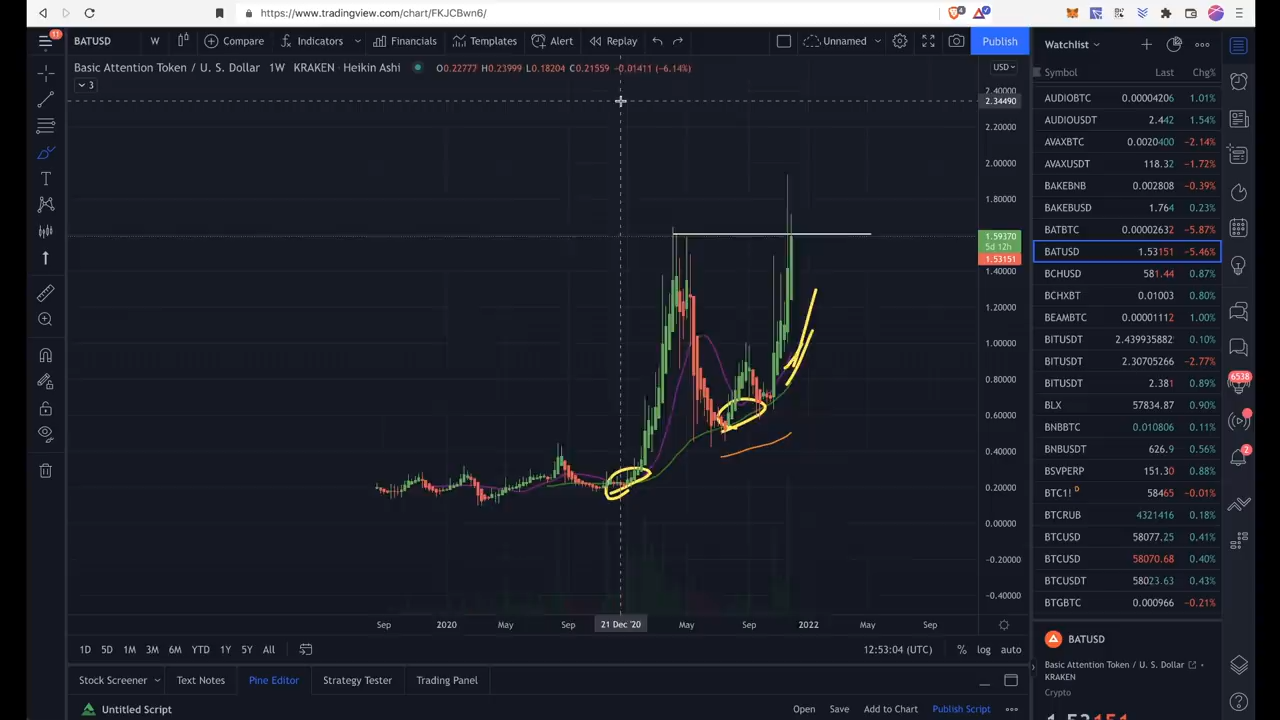 https://www.tradingview.com/chart/FKJCBwn6/
4
11
BATUSD W Compare Indicators Financials Templates Alert Replay Unnamed Publish
Watchlist
Basic Attention Token / U. S. Dollar 1W KRAKEN Heikin Ashi O0.22777 H0.23999 L0.18204 C0.21559 −0.01411 (−6.14%)
USD
3
Symbol Last Chg%
2.40000
2.34490
2.20000
2.00000
1.80000
1.59370
5d 12h
1.53151
1.40000
1.20000
1.00000
0.80000
0.60000
0.40000
0.20000
0.00000
−0.20000
−0.40000
AUDIOBTC 0.00004206 1.01%
AUDIOUSDT 2.442 1.54%
AVAXBTC 0.0020400 −2.14%
AVAXUSDT 118.32 −1.72%
BAKEBNB 0.002808 −0.39%
BAKEBUSD 1.764 0.23%
BATBTC 0.00002632 −5.87%
BATUSD 1.53151 −5.46%
BCHUSD 581.44 0.87%
BCHXBT 0.01003 0.80%
BEAMBTC 0.00001112 1.00%
BITUSDT 2.439935882 0.10%
BITUSDT 2.30705266 −2.77%
BITUSDT 2.381 0.89%
BLX 57834.87 0.90%
BNBBTC 0.010806 0.11%
BNBUSDT 626.9 0.56%
BSVPERP 151.30 0.88%
BTC1! D 58465 −0.01%
BTCRUB 4321416 0.18%
BTCUSD 58077.25 0.41%
BTCUSD 58070.68 0.40%
BTCUSDT 58023.63 0.43%
BTGBTC 0.000966 −0.21%
6538
2
Sep 2020 May Sep 21 Dec '20 May Sep 2022 May Sep
1D 5D 1M 3M 6M YTD 1Y 5Y All
12:53:04 (UTC) % log auto
Stock Screener Text Notes Pine Editor Strategy Tester Trading Panel
Untitled Script
Open Save Add to Chart Publish Script
BATUSD
Basic Attention Token / U. S. Dollar
KRAKEN
Crypto